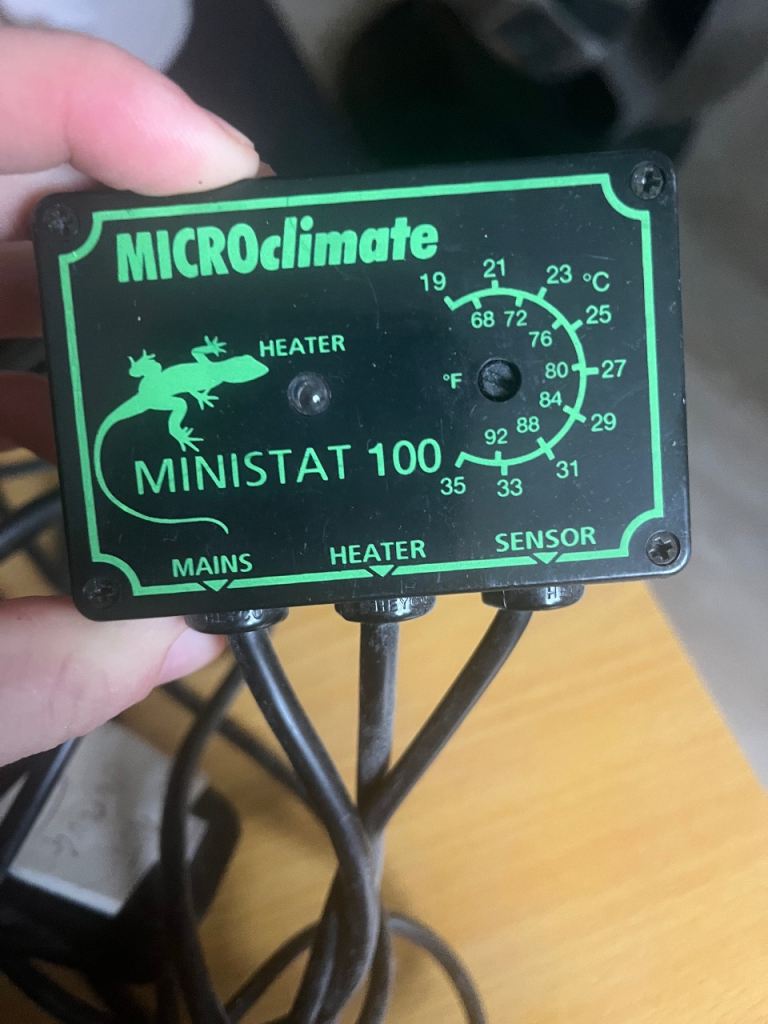 MICROclimate
HEATER
MINISTAT 100
19 21 23 °C
25
27
29
31
33
35
68 72
76
°F 80
84
88
92
MAINS HEATER SENSOR